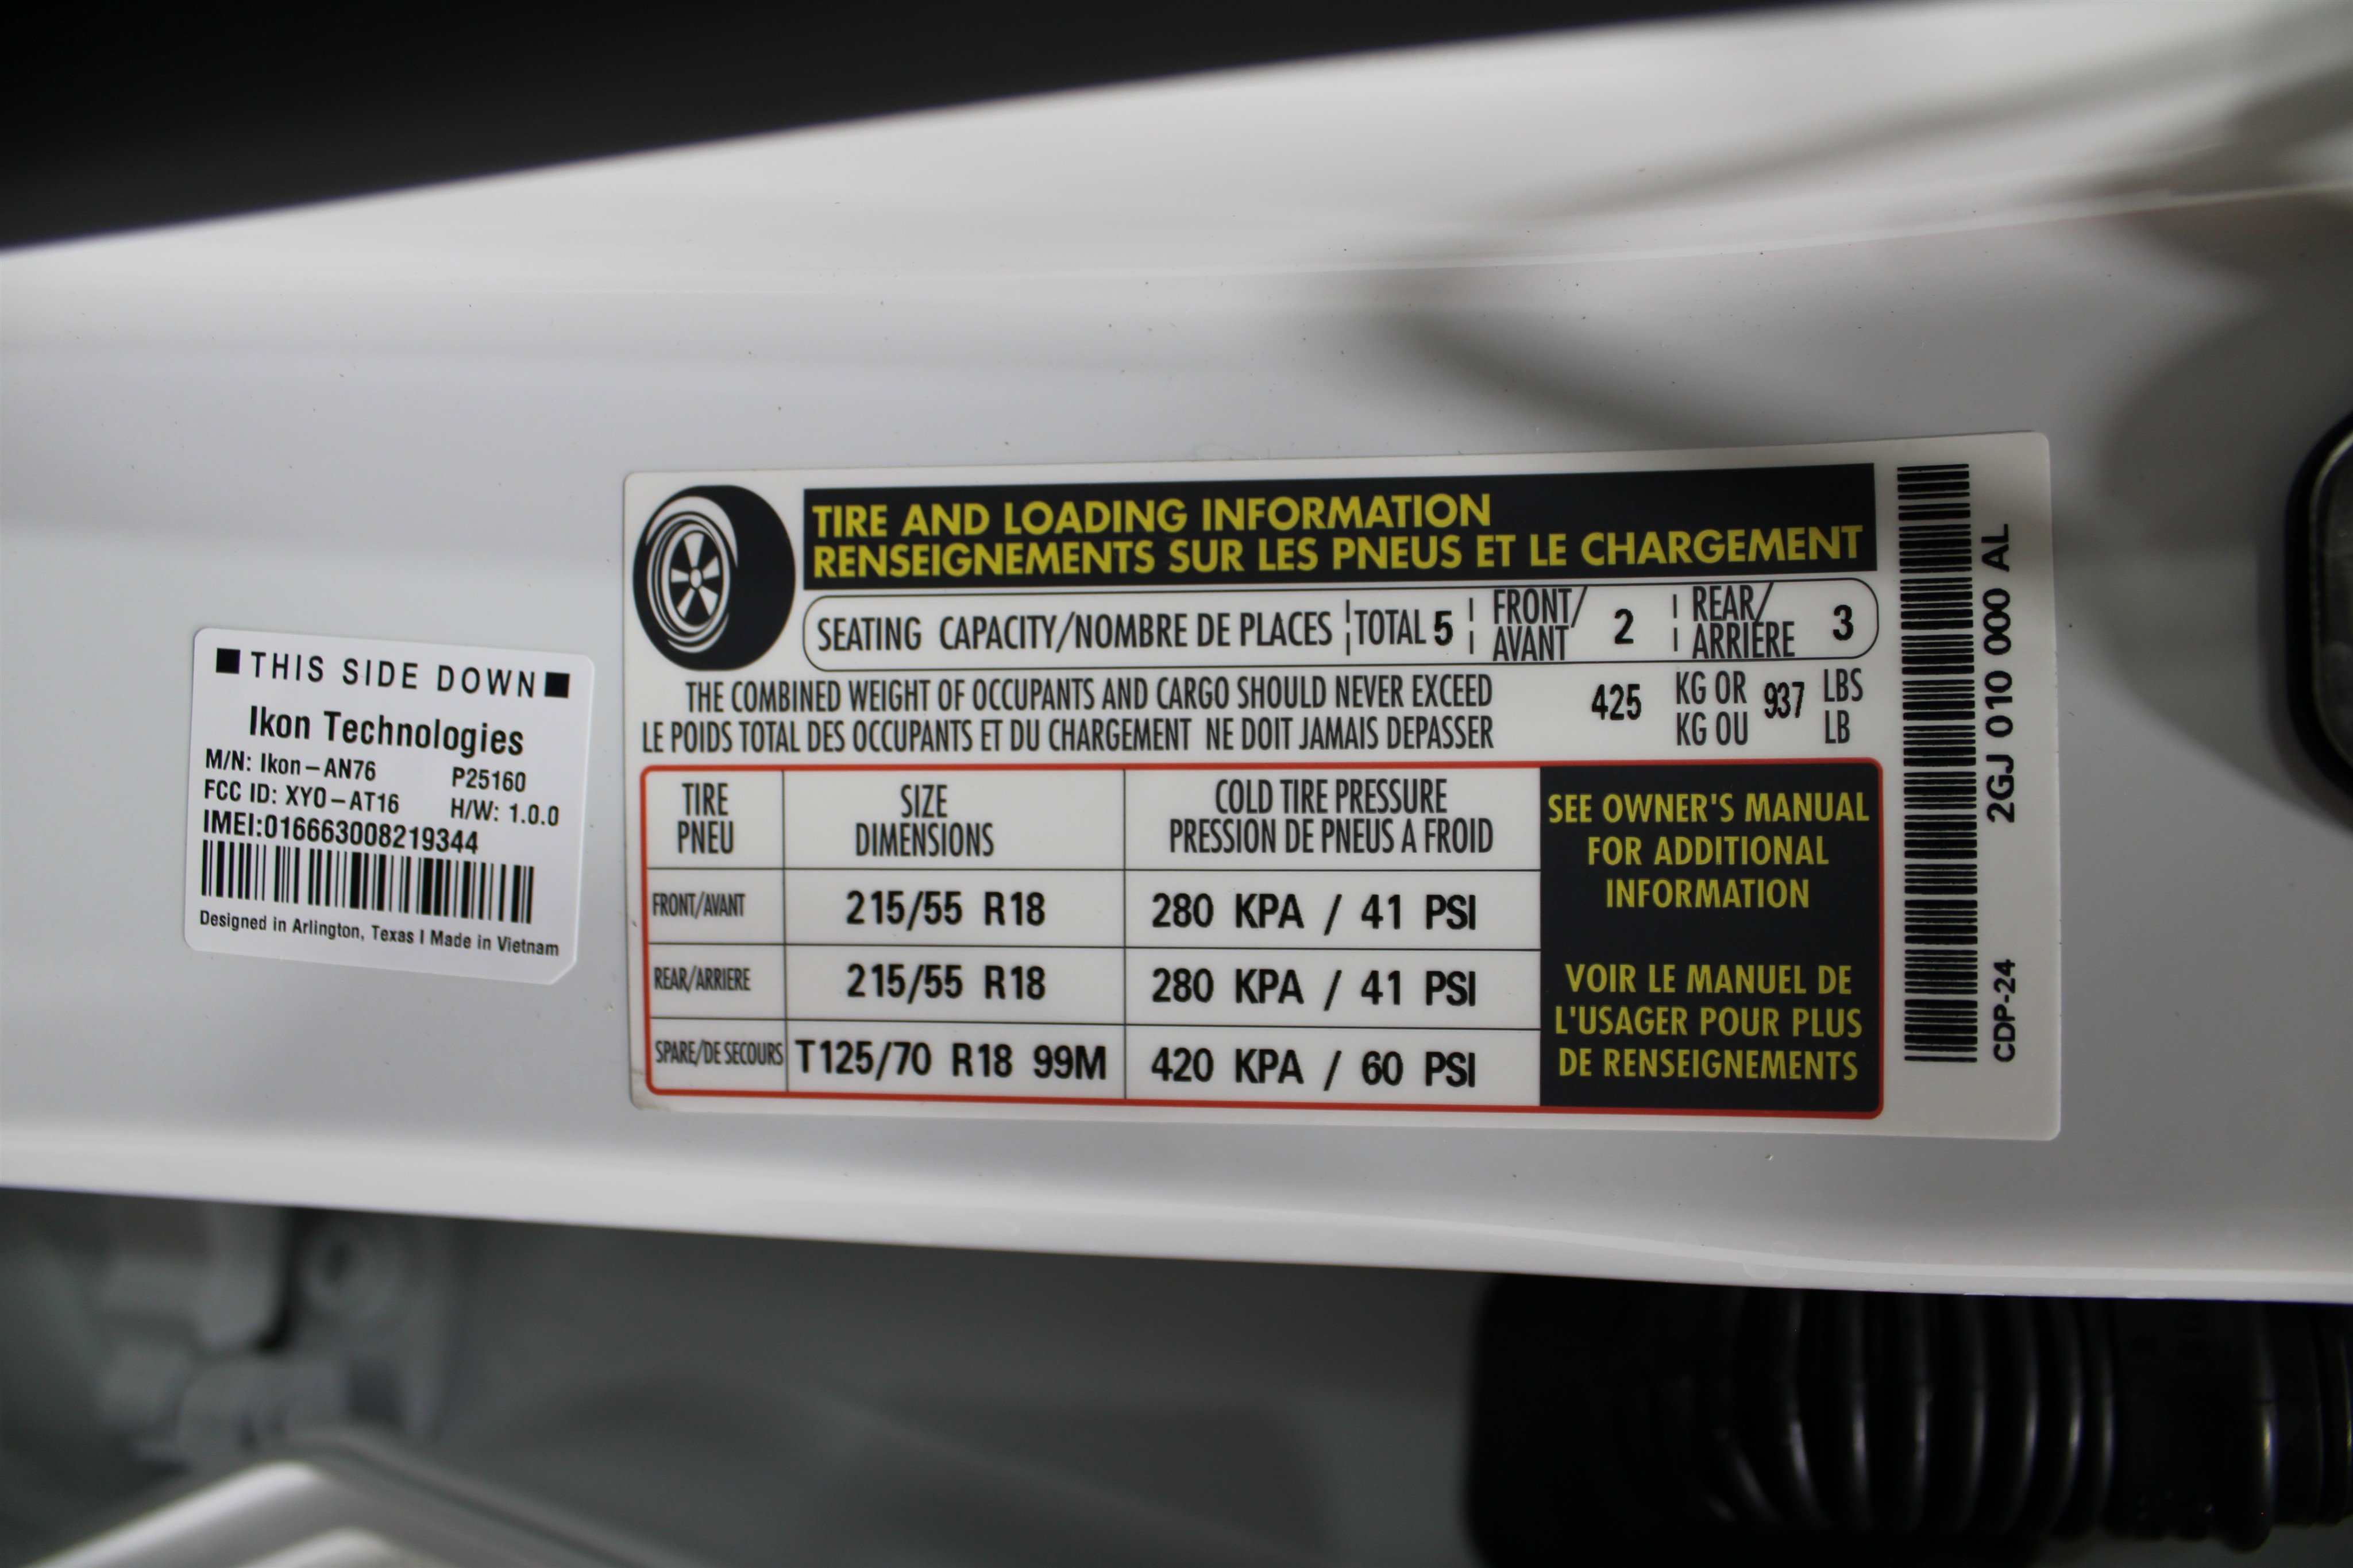 ■ THIS SIDE DOWN ■
Ikon Technologies
M/N: Ikon-AN76 P25160
FCC ID: XYO-AT16 H/W: 1.0.0
IMEI:016663008219344
Designed in Arlington, Texas I Made in Vietnam
TIRE AND LOADING INFORMATION
RENSEIGNEMENTS SUR LES PNEUS ET LE CHARGEMENT
SEATING CAPACITY/NOMBRE DE PLACES TOTAL 5 FRONT/AVANT 2 REAR/ARRIÈRE 3
THE COMBINED WEIGHT OF OCCUPANTS AND CARGO SHOULD NEVER EXCEED 425 KG OR 937 LBS
LE POIDS TOTAL DES OCCUPANTS ET DU CHARGEMENT NE DOIT JAMAIS DEPASSER KG OU LB
TIRE SIZE COLD TIRE PRESSURE
PNEU DIMENSIONS PRESSION DE PNEUS A FROID
FRONT/AVANT 215/55 R18 280 KPA / 41 PSI
REAR/ARRIERE 215/55 R18 280 KPA / 41 PSI
SPARE/DE SECOURS T125/70 R18 99M 420 KPA / 60 PSI
SEE OWNER'S MANUAL
FOR ADDITIONAL
INFORMATION
VOIR LE MANUEL DE
L'USAGER POUR PLUS
DE RENSEIGNEMENTS
CDP-24 2GJ 010 000 AL